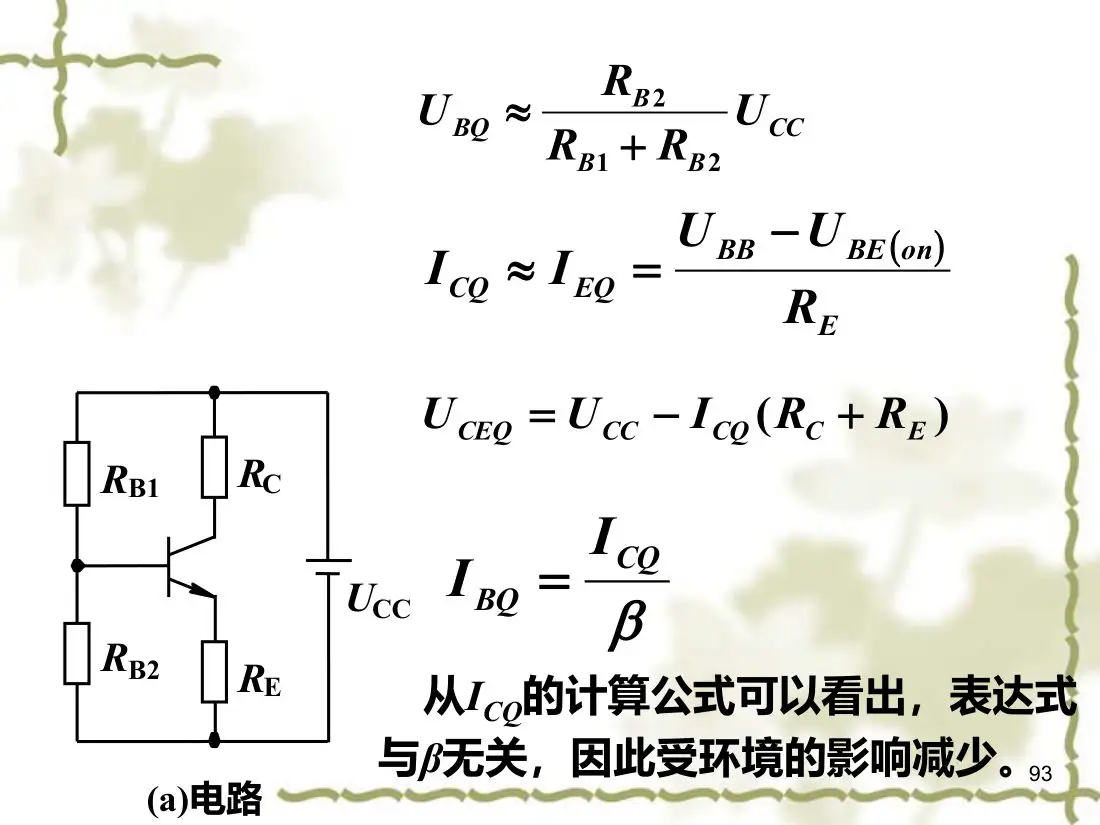 U_BQ ≈ R_B2 / (R_B1 + R_B2) U_CC
I_CQ ≈ I_EQ = (U_BB − U_BE(on)) / R_E
U_CEQ = U_CC − I_CQ (R_C + R_E)
I_BQ = I_CQ / β
R_B1
R_C
U_CC
R_B2
R_E
从I_CQ的计算公式可以看出，表达式
与β无关，因此受环境的影响减少。
93
(a)电路